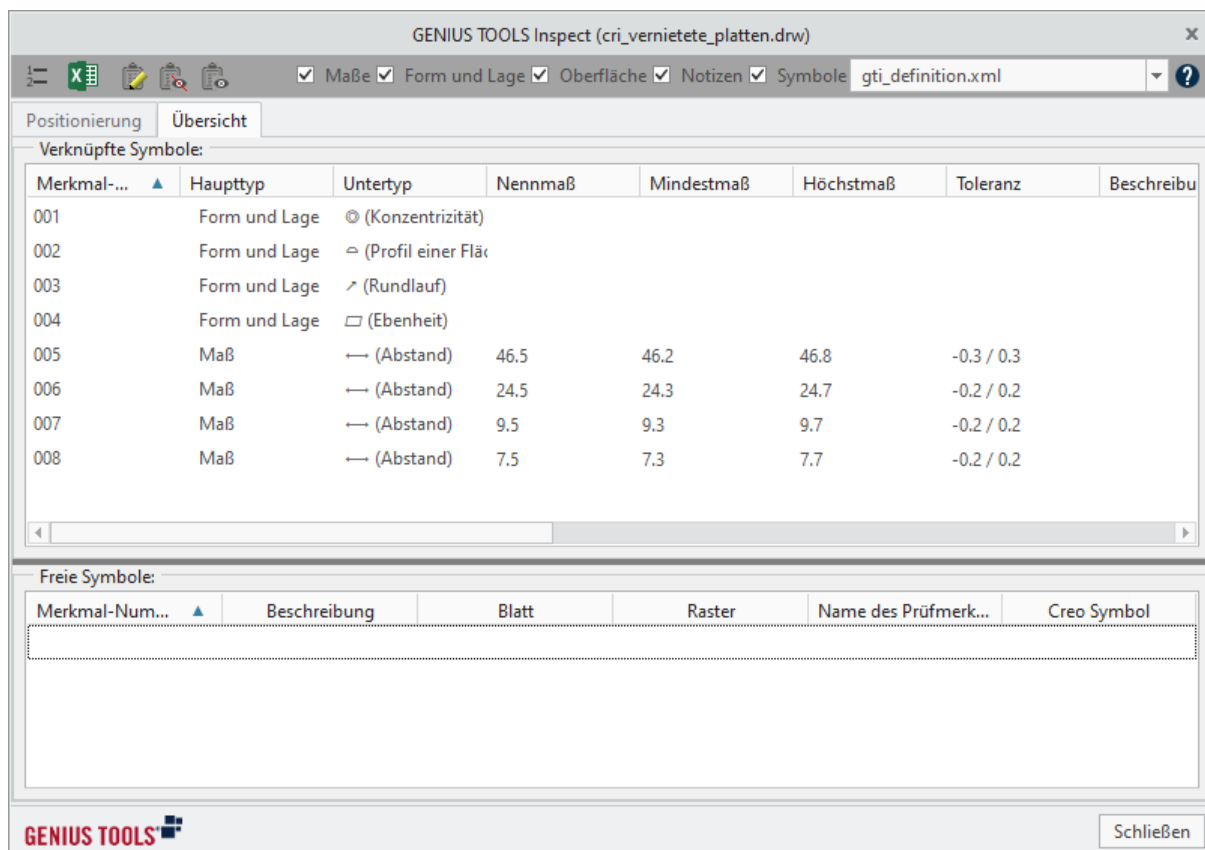 GENIUS TOOLS Inspect (cri_vernietete_platten.drw)
Maße Form und Lage Oberfläche Notizen Symbole gti_definition.xml
Positionierung Übersicht
Verknüpfte Symbole:
Merkmal-... Haupttyp Untertyp Nennmaß Mindestmaß Höchstmaß Toleranz Beschreibu
001 Form und Lage ◎ (Konzentrizität)
002 Form und Lage ⌓ (Profil einer Fläc
003 Form und Lage ↗ (Rundlauf)
004 Form und Lage ▱ (Ebenheit)
005 Maß ⟷ (Abstand) 46.5 46.2 46.8 -0.3 / 0.3
006 Maß ⟷ (Abstand) 24.5 24.3 24.7 -0.2 / 0.2
007 Maß ⟷ (Abstand) 9.5 9.3 9.7 -0.2 / 0.2
008 Maß ⟷ (Abstand) 7.5 7.3 7.7 -0.2 / 0.2
Freie Symbole:
Merkmal-Num... Beschreibung Blatt Raster Name des Prüfmerk... Creo Symbol
GENIUS TOOLS Schließen